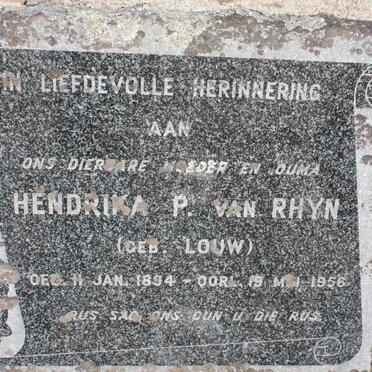 IN LIEFDEVOLLE HERINNERING
AAN
ONS DIERBARE MOEDER EN OUMA
HENDRIKA P. VAN RHYN
(GEB. LOUW)
GEB. 11 JAN. 1894 - OORL. 19 MEI 1956
RUS SAG ONS GUN U DIE RUS